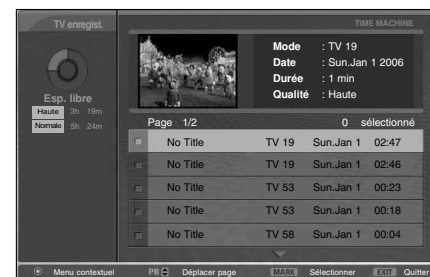 TV enregist.
TIME MACHINE
Mode : TV 19
Date : Sun.Jan 1 2006
Durée : 1 min
Qualité : Haute
Esp. libre
Haute 3h 19m
Normale 5h 24m
Page 1/2 0 sélectionné
No Title TV 19 Sun.Jan 1 02:47
No Title TV 19 Sun.Jan 1 02:46
No Title TV 53 Sun.Jan 1 00:23
No Title TV 53 Sun.Jan 1 00:18
No Title TV 58 Sun.Jan 1 00:04
Menu contextuel PR Déplacer page MARK Sélectionner EXIT Quitter